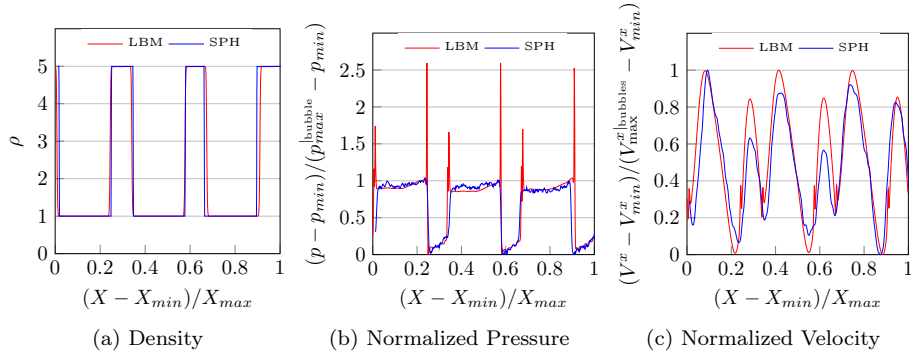 LBM SPH
5
4
3
2
1
0
ρ
0 0.2 0.4 0.6 0.8 1
(X − X_min)/X_max
(a) Density
LBM SPH
2.5
2
1.5
1
0.5
0
(p − p_min)/(p_max^|bubble − p_min)
0 0.2 0.4 0.6 0.8 1
(X − X_min)/X_max
(b) Normalized Pressure
LBM SPH
1
0.8
0.6
0.4
0.2
0
(V^x − V^x_min)/(V_max^x|bubbles − V^x_min)
0 0.2 0.4 0.6 0.8 1
(X − X_min)/X_max
(c) Normalized Velocity